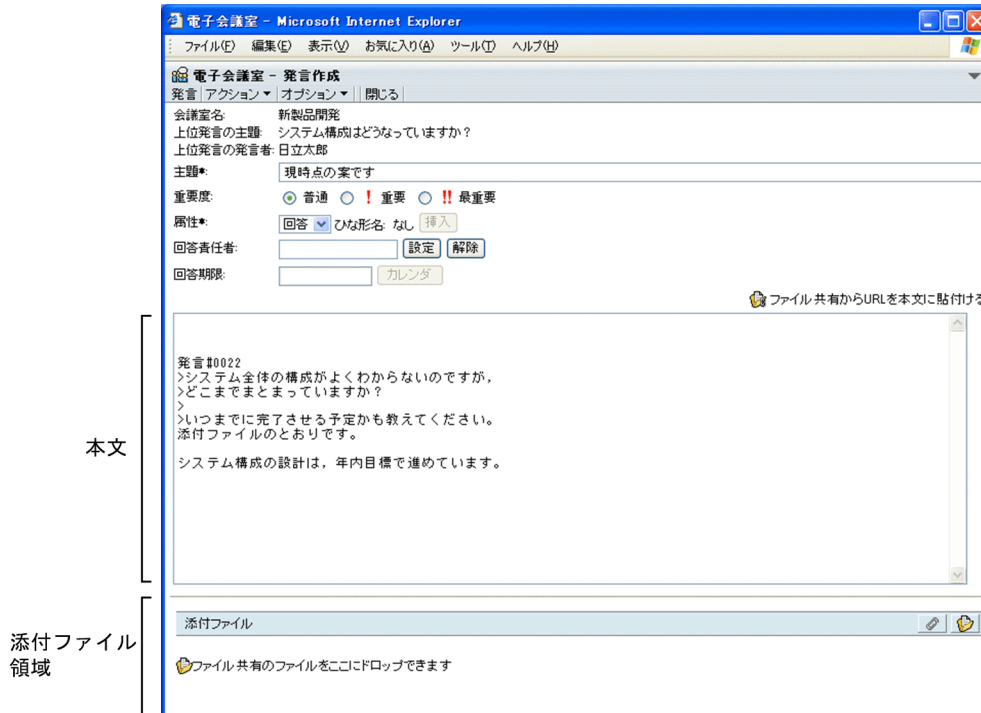 電子会議室 - Microsoft Internet Explorer
ファイル(F) 編集(E) 表示(V) お気に入り(A) ツール(T) ヘルプ(H)
電子会議室 - 発言作成
発言 アクション▼ オプション▼ 閉じる
会議室名: 新製品開発
上位発言の主題: システム構成はどうなっていますか?
上位発言の発言者: 日立太郎
主題*: 現時点の案です
重要度: 普通 ! 重要 !! 最重要
属性*: 回答 ひな形名: なし 挿入
回答責任者: 設定 解除
回答期限: カレンダ
ファイル共有からURLを本文に貼付ける
本文
発言#0022
>システム全体の構成がよくわからないのですが,
>どこまでまとまっていますか?
>
>いつまでに完了させる予定かも教えてください。
添付ファイルのとおりです。
システム構成の設計は,年内目標で進めています。
添付ファイル
領域
添付ファイル
ファイル共有のファイルをここにドロップできます